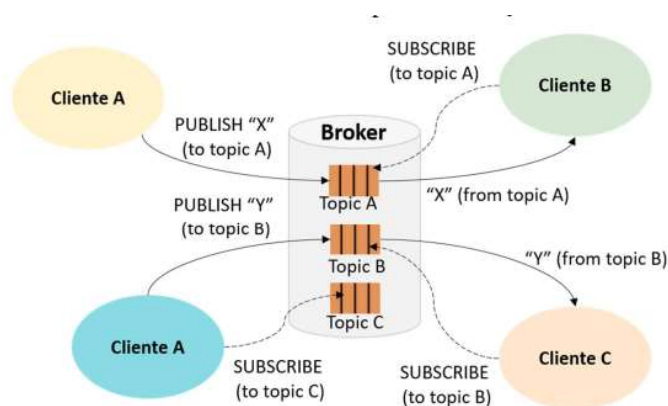 SUBSCRIBE
(to topic A)
Cliente A
Cliente B
PUBLISH “X”
(to topic A)
Broker
Topic A
“X” (from topic A)
PUBLISH “Y”
(to topic B)
Topic B
“Y” (from topic B)
Topic C
Cliente A
SUBSCRIBE
(to topic C)
SUBSCRIBE
(to topic B)
Cliente C